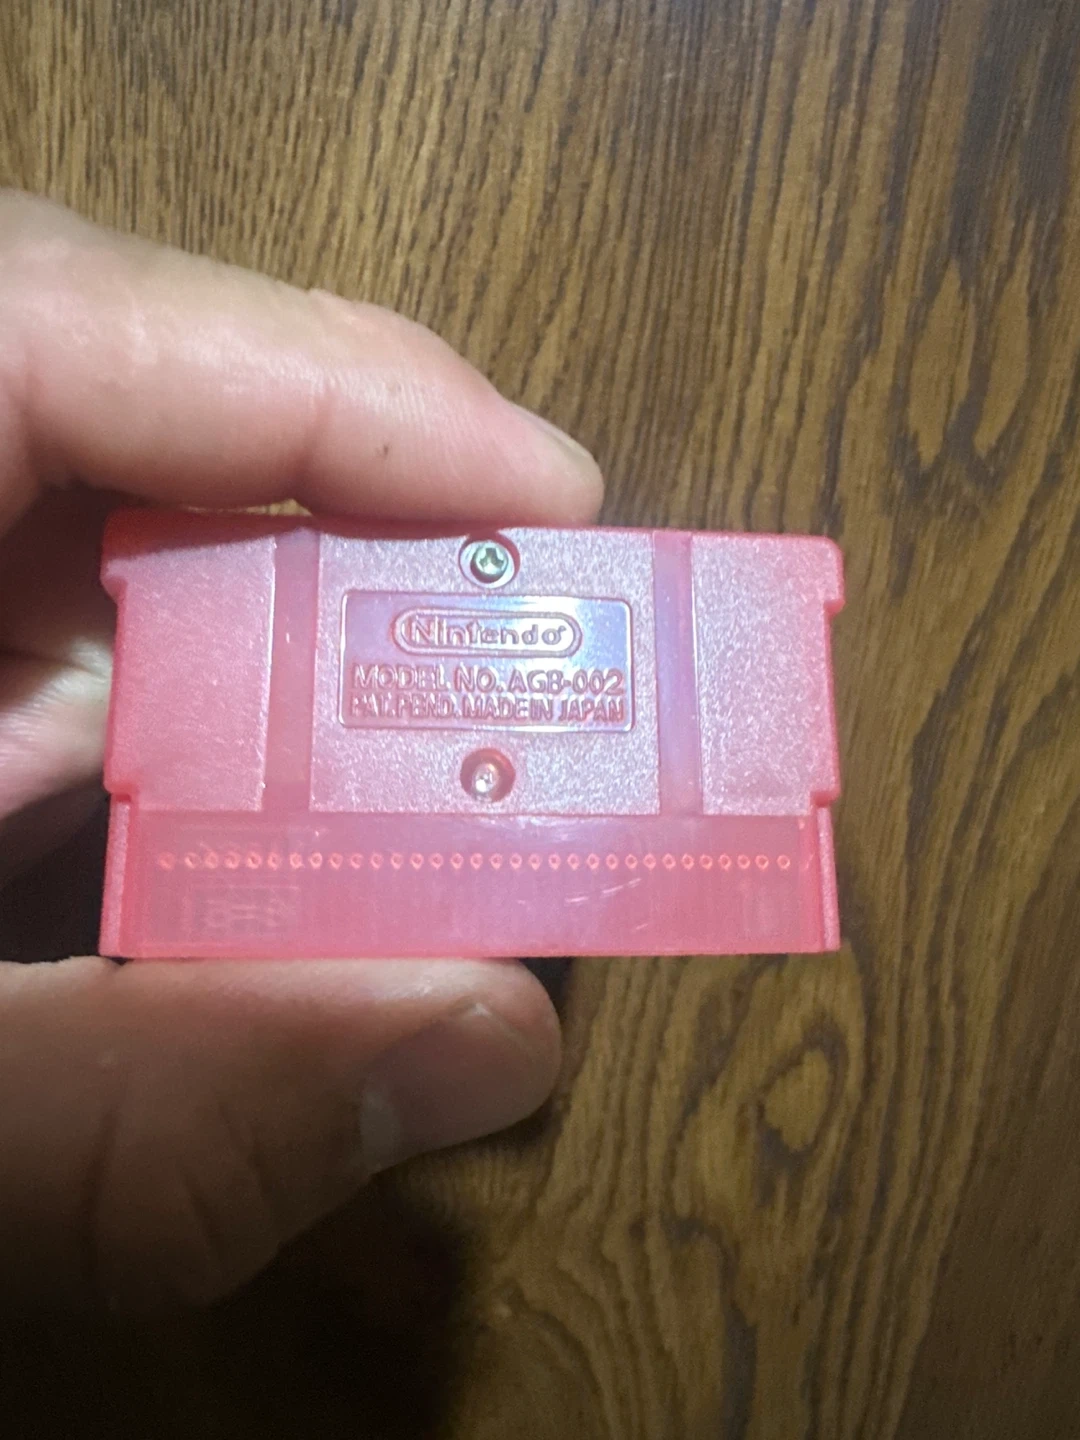 Nintendo®
MODEL NO. AGB-002
PAT. PEND. MADE IN JAPAN